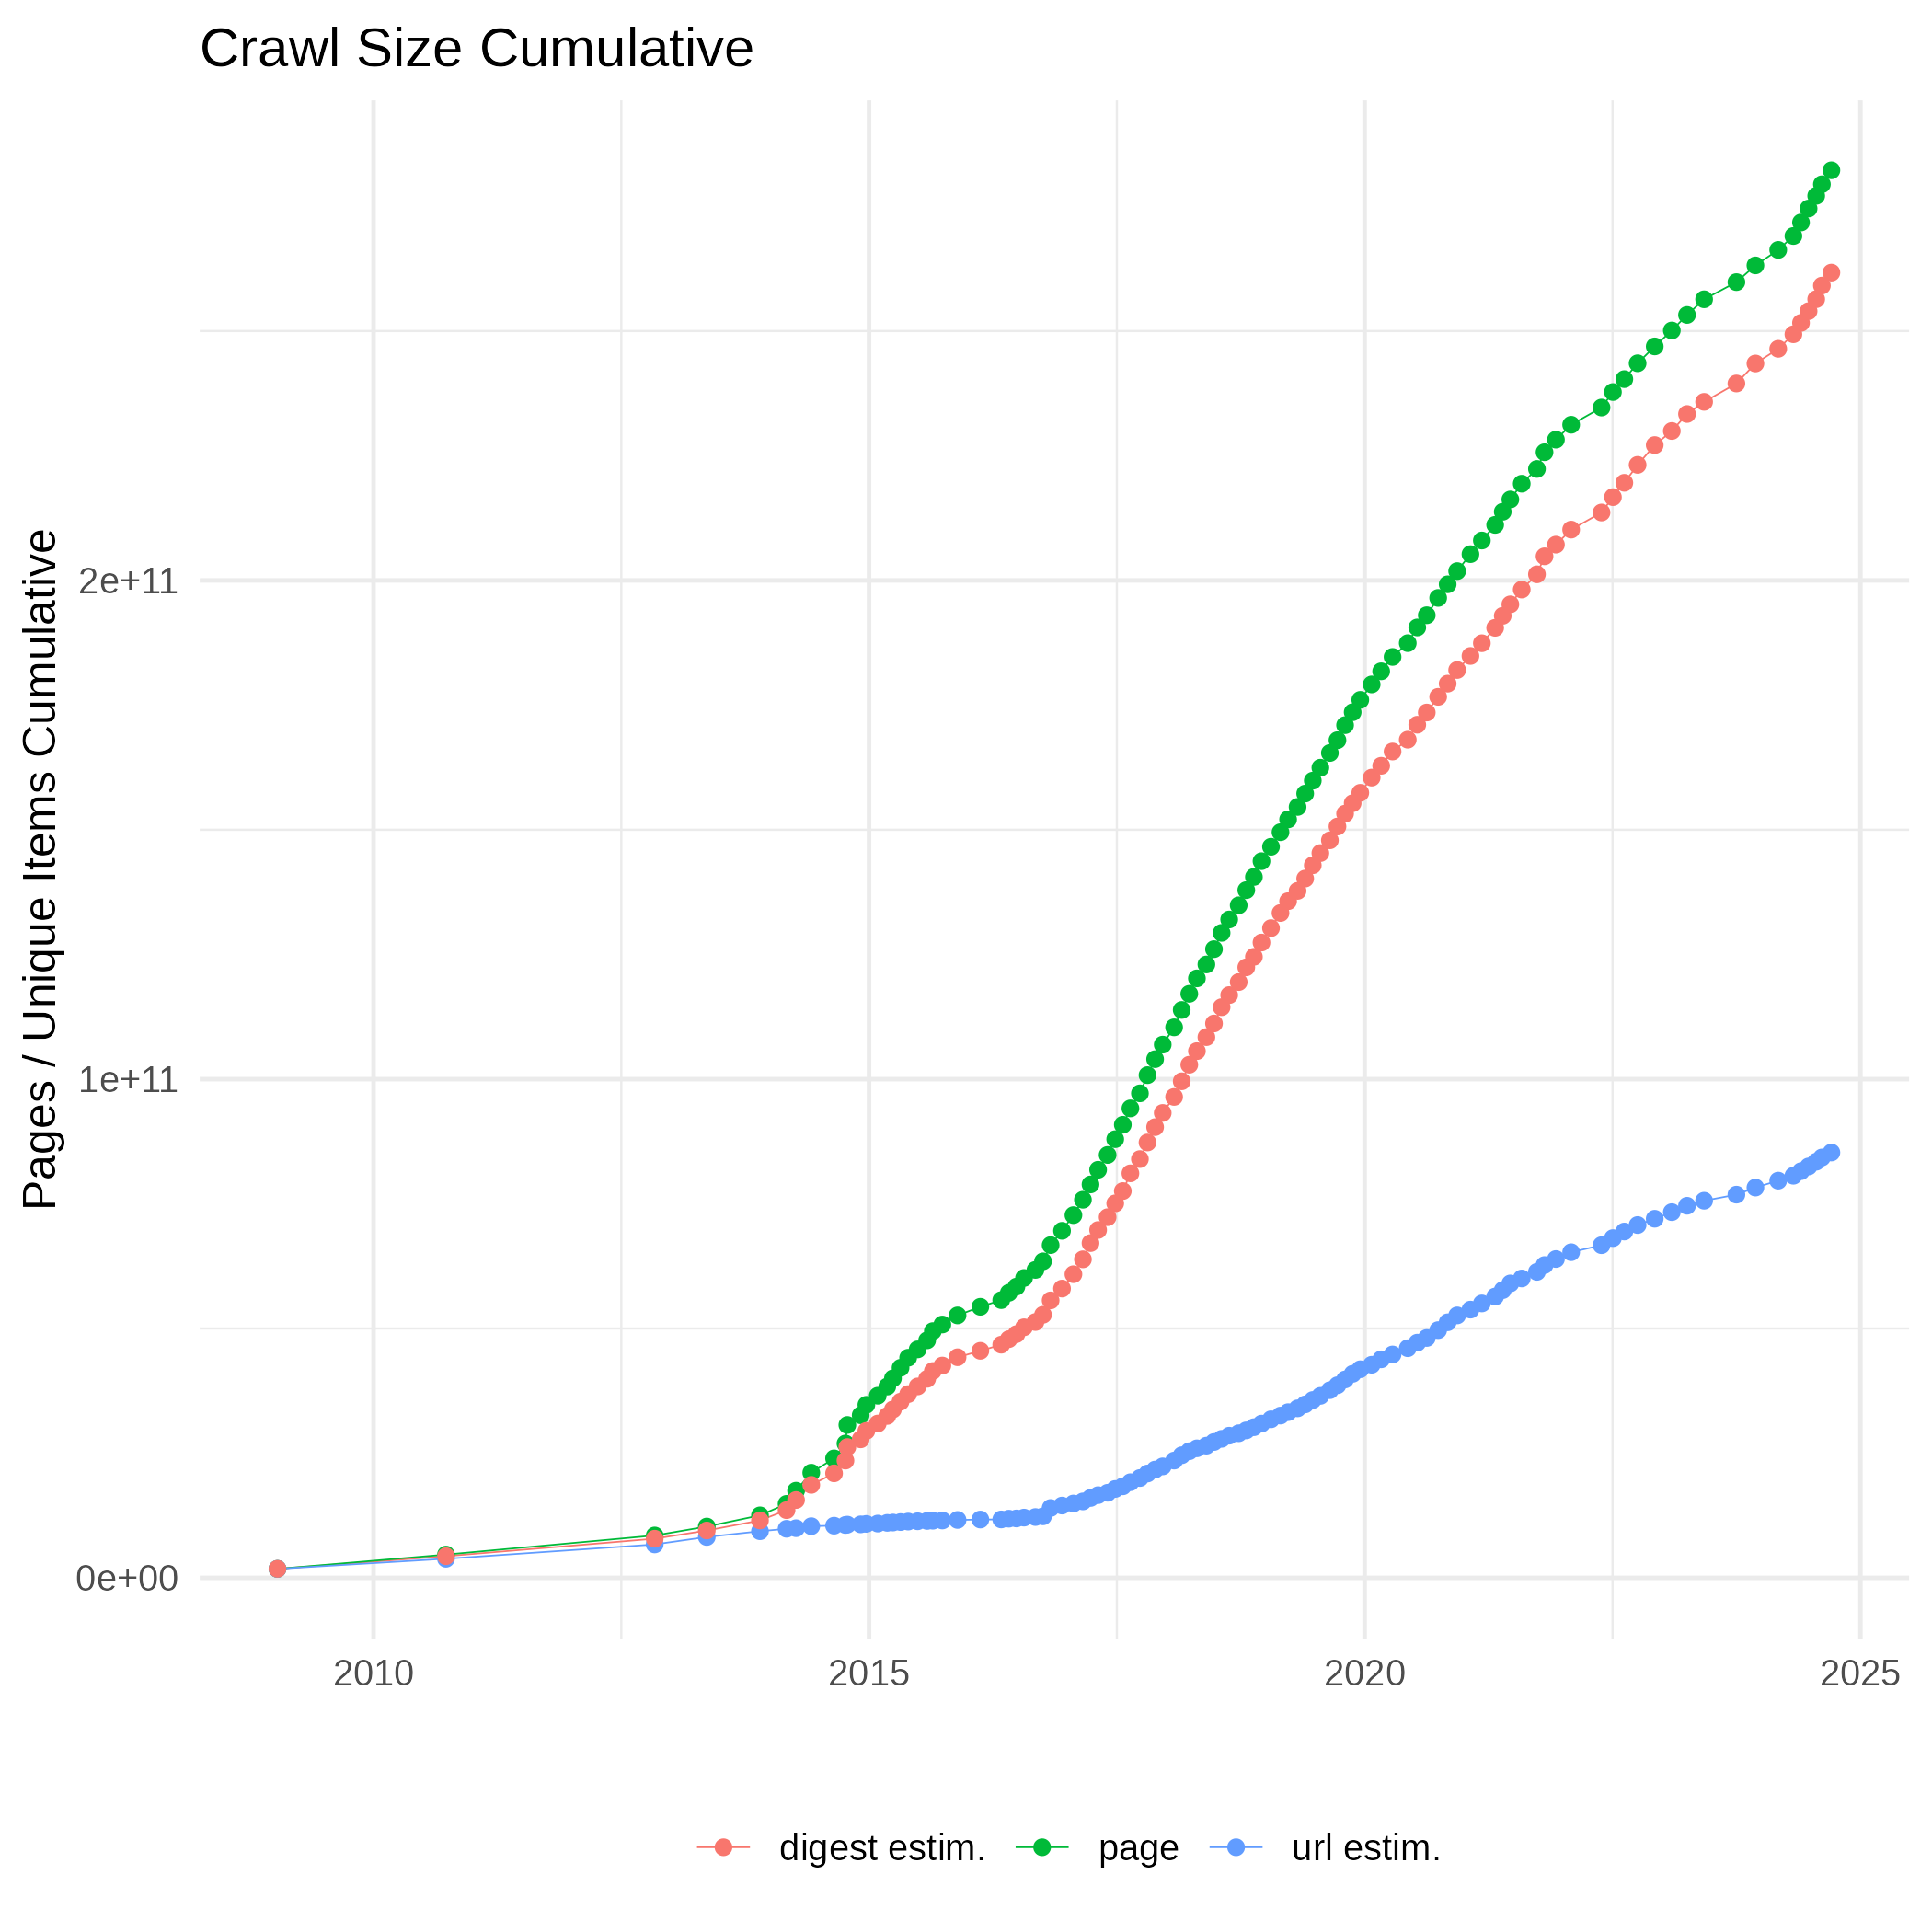 Crawl Size Cumulative
Pages / Unique Items Cumulative
2e+11
1e+11
0e+00
2010 2015 2020 2025
digest estim. page url estim.